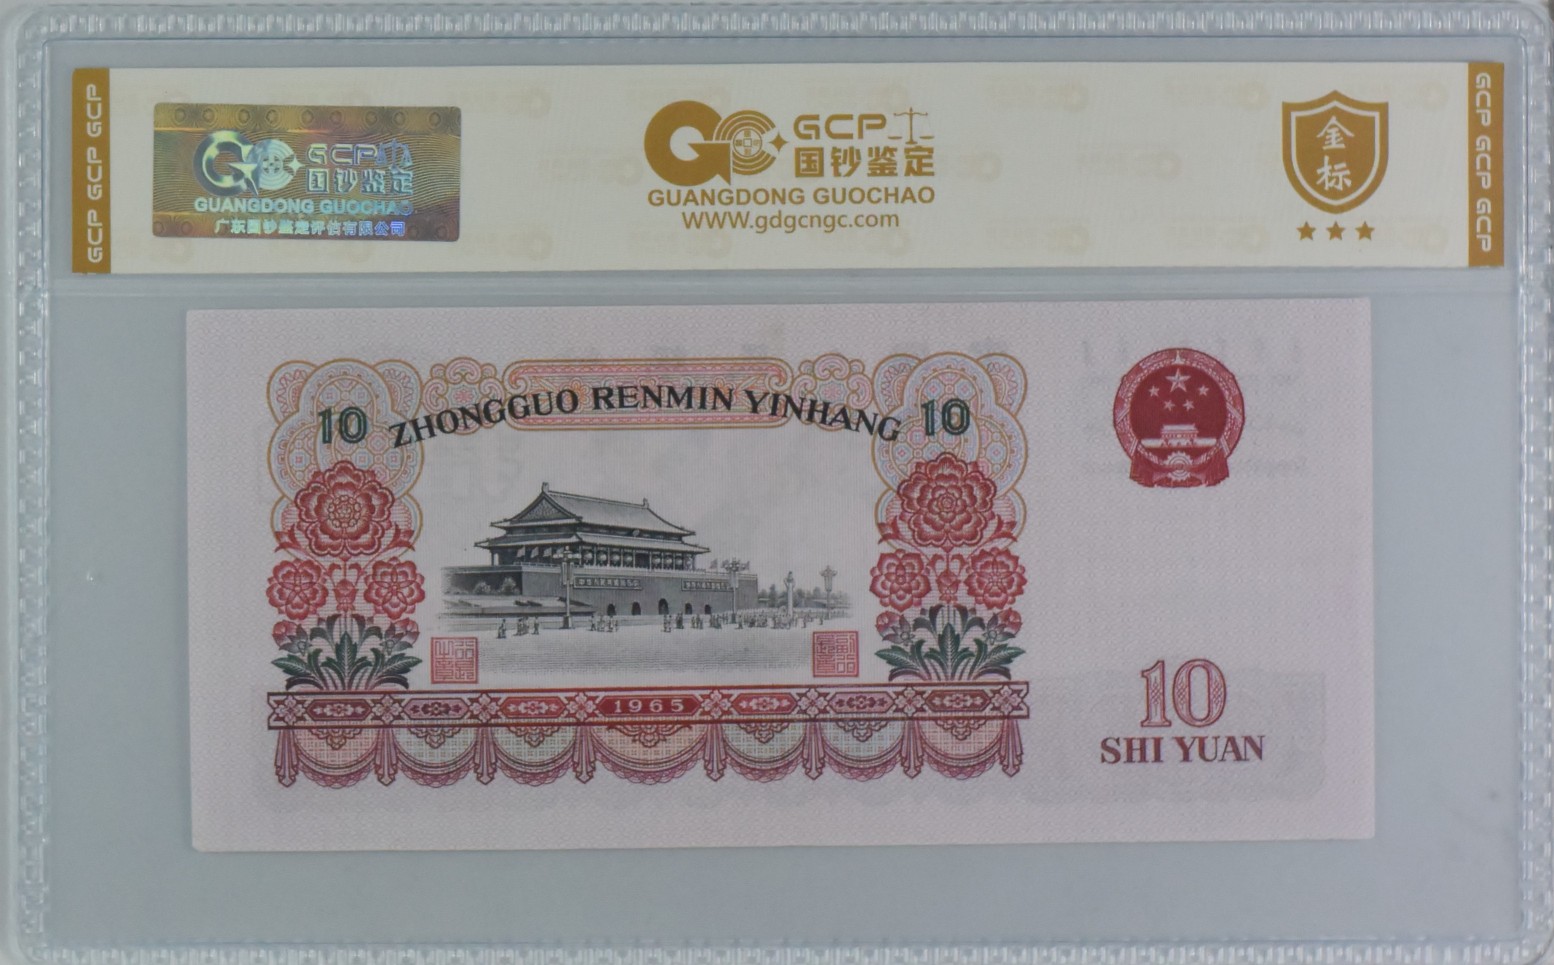 GCP GCP GCP
GCP
国钞鉴定
GUANGDONG GUOCHAO
广东国钞鉴定评估有限公司
GCP
国钞鉴定
GUANGDONG GUOCHAO
WWW.gdgcngc.com
金标
GCP GCP GCP
10 ZHONGGUO RENMIN YINHANG 10
1965
10
SHI YUAN